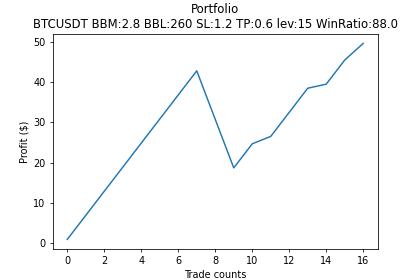 Portfolio
BTCUSDT BBM:2.8 BBL:260 SL:1.2 TP:0.6 lev:15 WinRatio:88.0
50
40
30
20
10
0
Profit ($)
0 2 4 6 8 10 12 14 16
Trade counts